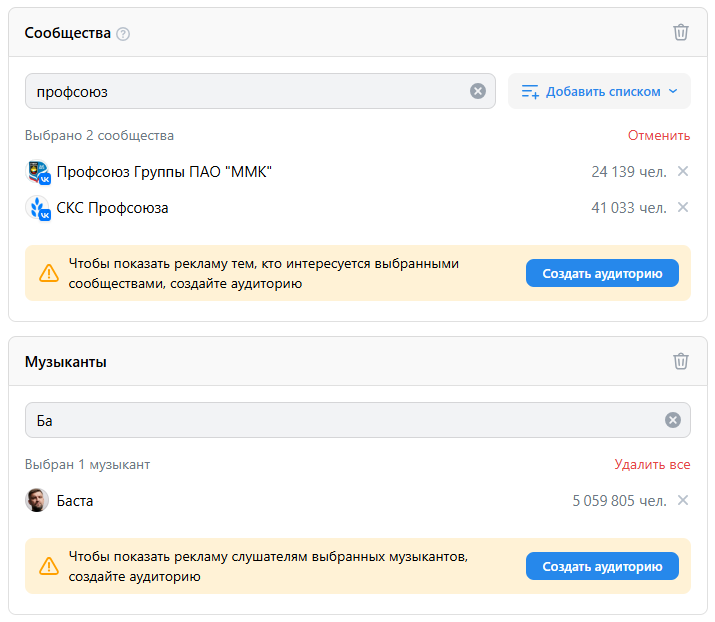 Сообщества
профсоюз
Добавить списком
Выбрано 2 сообщества
Отменить
Профсоюз Группы ПАО "ММК"
24 139 чел.
СКС Профсоюза
41 033 чел.
Чтобы показать рекламу тем, кто интересуется выбранными
сообществами, создайте аудиторию
Создать аудиторию
Музыканты
Ба
Выбран 1 музыкант
Удалить все
Баста
5 059 805 чел.
Чтобы показать рекламу слушателям выбранных музыкантов,
создайте аудиторию
Создать аудиторию